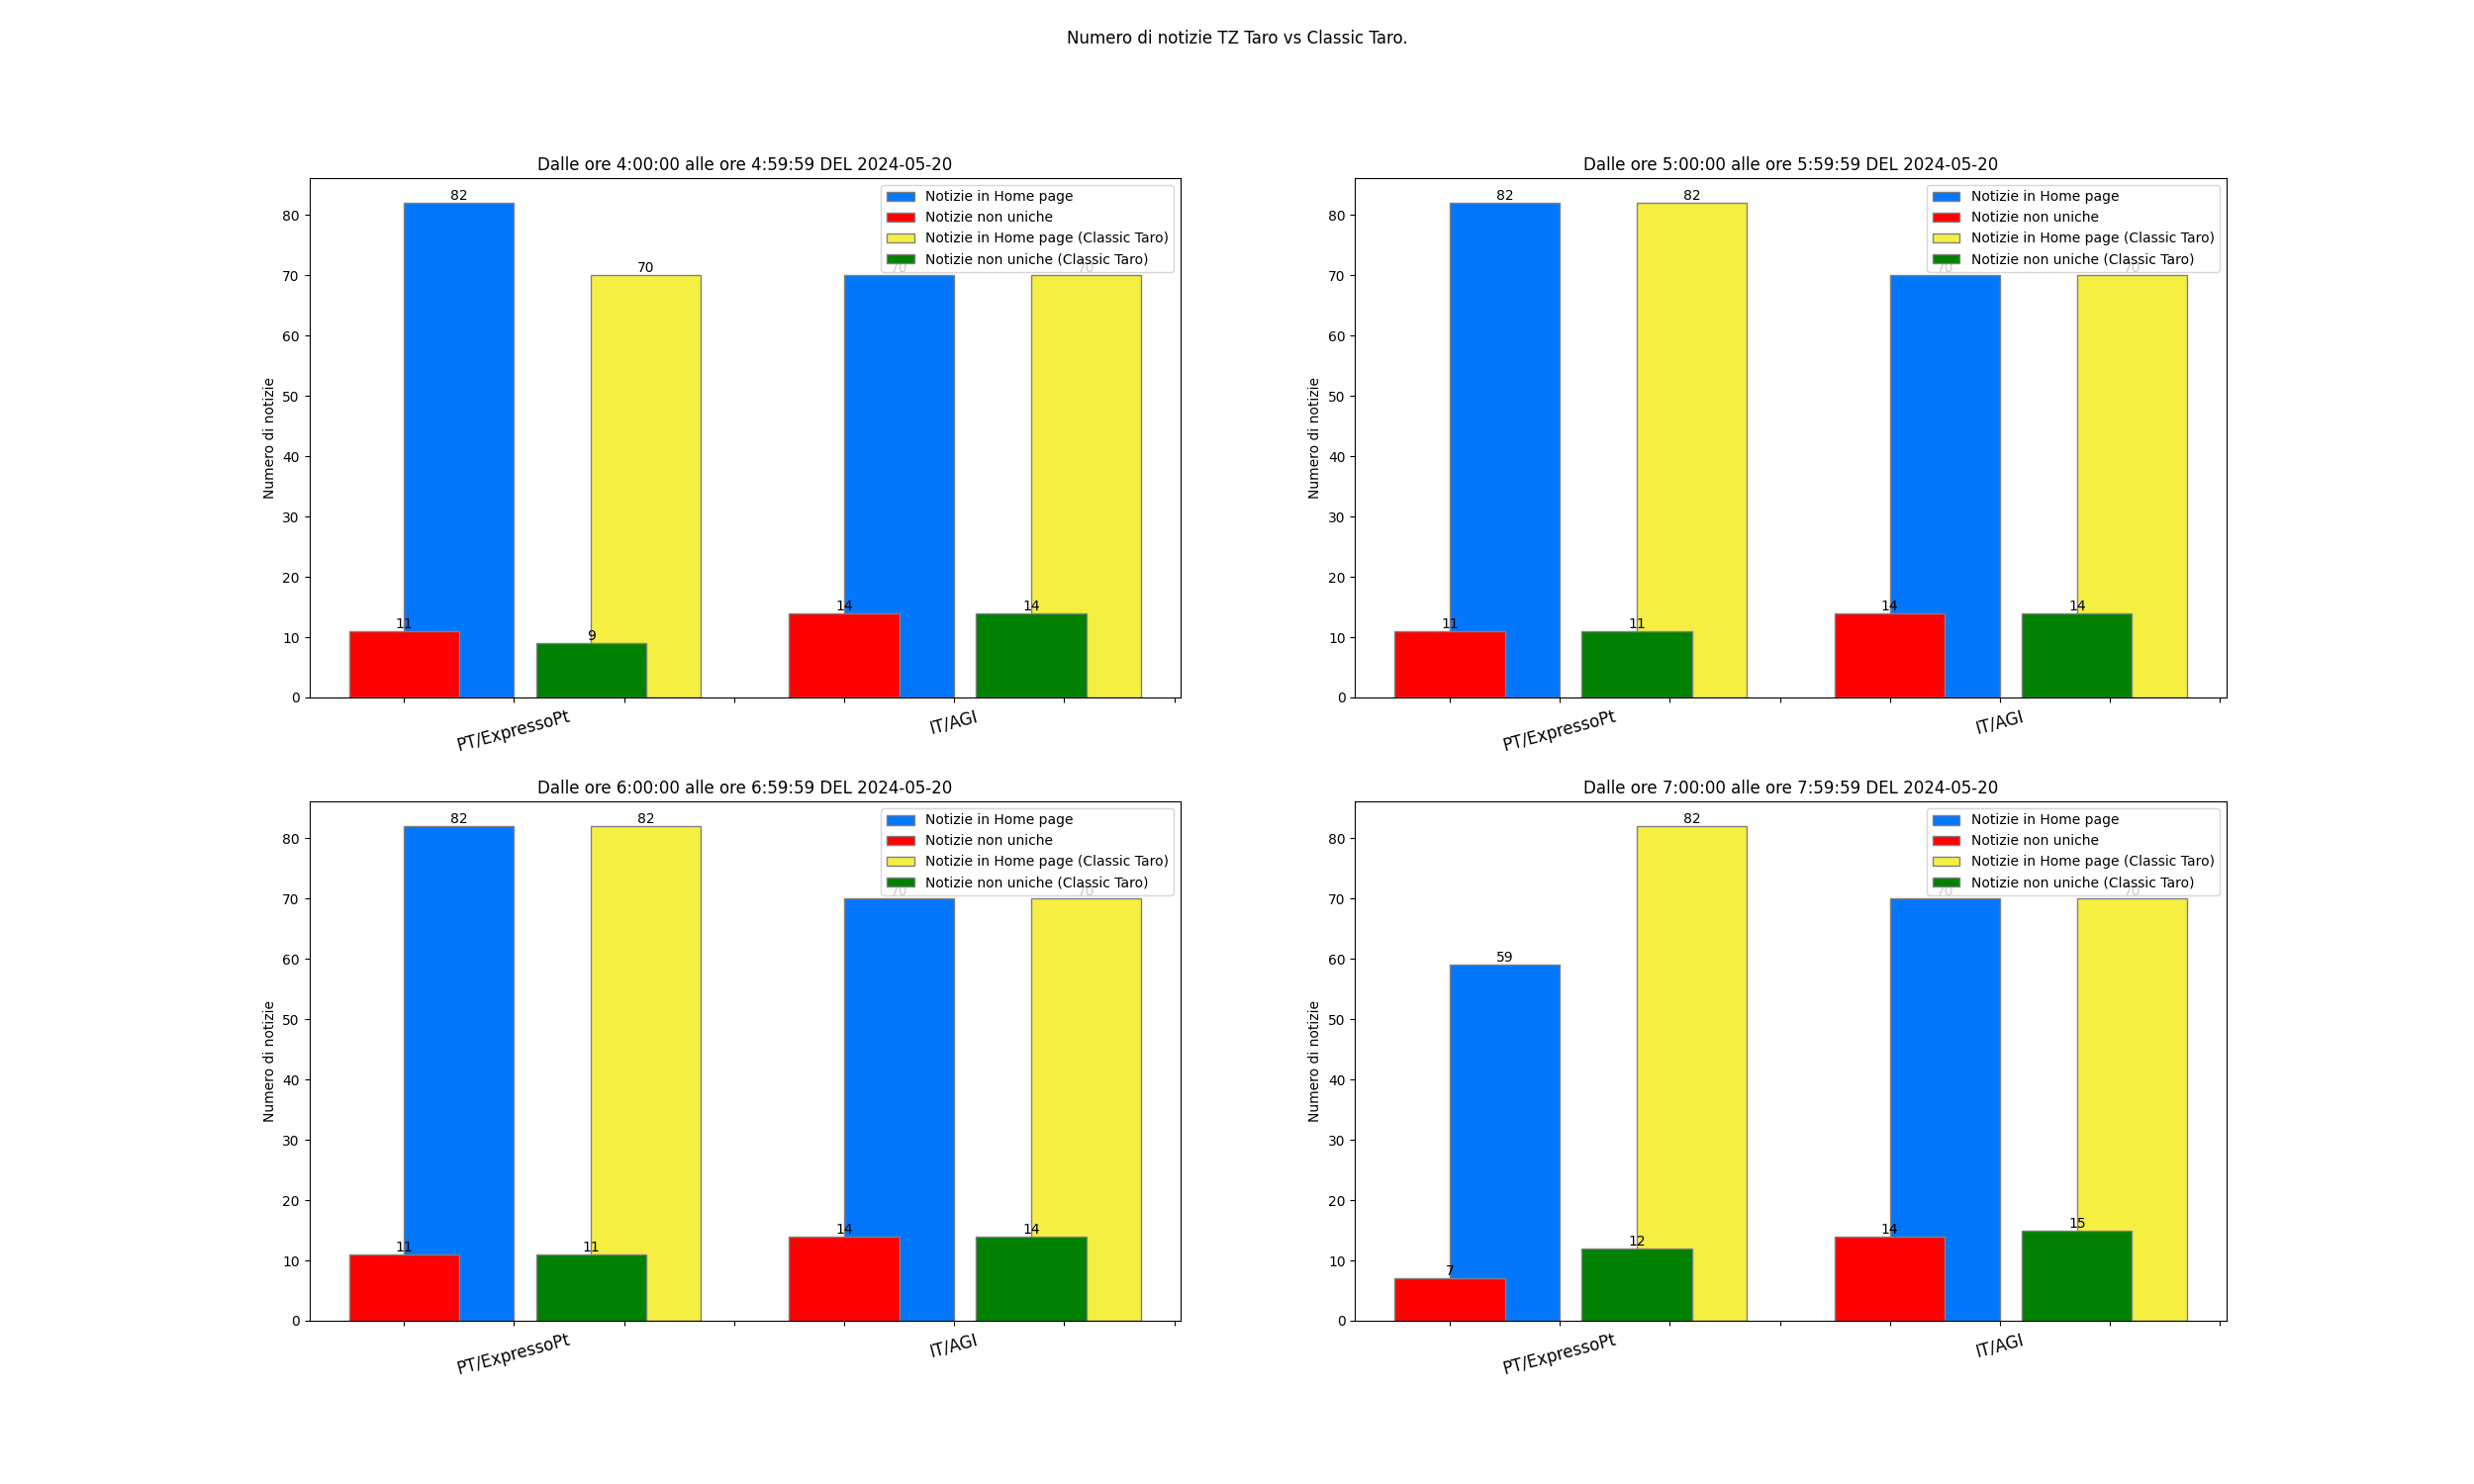 Numero di notizie TZ Taro vs Classic Taro.
Dalle ore 4:00:00 alle ore 4:59:59 DEL 2024-05-20
Notizie in Home page
Notizie non uniche
Notizie in Home page (Classic Taro)
Notizie non uniche (Classic Taro)
82
70
70
70
11
9
14
14
80
70
60
50
40
30
20
10
0
Numero di notizie
PT/ExpressoPt
IT/AGI
Dalle ore 5:00:00 alle ore 5:59:59 DEL 2024-05-20
Notizie in Home page
Notizie non uniche
Notizie in Home page (Classic Taro)
Notizie non uniche (Classic Taro)
82
82
70
70
11
11
14
14
80
70
60
50
40
30
20
10
0
Numero di notizie
PT/ExpressoPt
IT/AGI
Dalle ore 6:00:00 alle ore 6:59:59 DEL 2024-05-20
Notizie in Home page
Notizie non uniche
Notizie in Home page (Classic Taro)
Notizie non uniche (Classic Taro)
82
82
70
70
11
11
14
14
80
70
60
50
40
30
20
10
0
Numero di notizie
PT/ExpressoPt
IT/AGI
Dalle ore 7:00:00 alle ore 7:59:59 DEL 2024-05-20
Notizie in Home page
Notizie non uniche
Notizie in Home page (Classic Taro)
Notizie non uniche (Classic Taro)
59
82
70
70
7
12
14
15
80
70
60
50
40
30
20
10
0
Numero di notizie
PT/ExpressoPt
IT/AGI